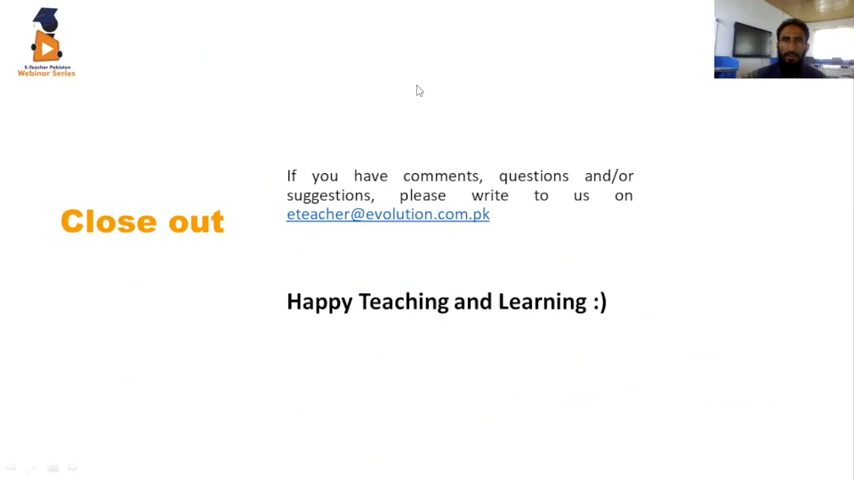 E-Teacher Pakistan
Webinar Series
If you have comments, questions and/or
suggestions, please write to us on
eteacher@evolution.com.pk
Close out
Happy Teaching and Learning :)